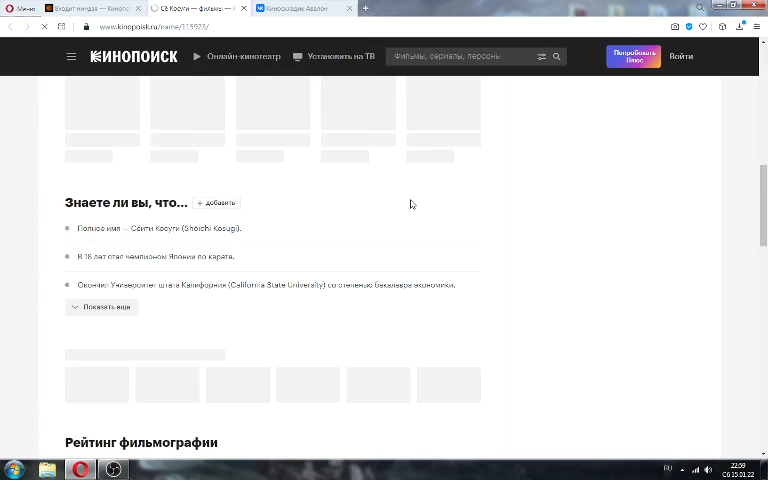 Меню
Входит ниндзя — Кинопо
Сё Косуги — фильмы — К
Киноосладик Авалон
www.kinopoisk.ru/name/115923/
КИНОПОИСК
Онлайн-кинотеатр
Установить на ТВ
Фильмы, сериалы, персоны
Попробовать
Плюс
Войти
Знаете ли вы, что...
+ добавить
Полное имя — Сёити Косуги (Shoichi Kosugi).
В 18 лет стал чемпионом Японии по карате.
Окончил Университет штата Калифорния (California State University) со степенью бакалавра экономики.
Показать еще
Рейтинг фильмографии
RU
22:59
Сб 15.01.22